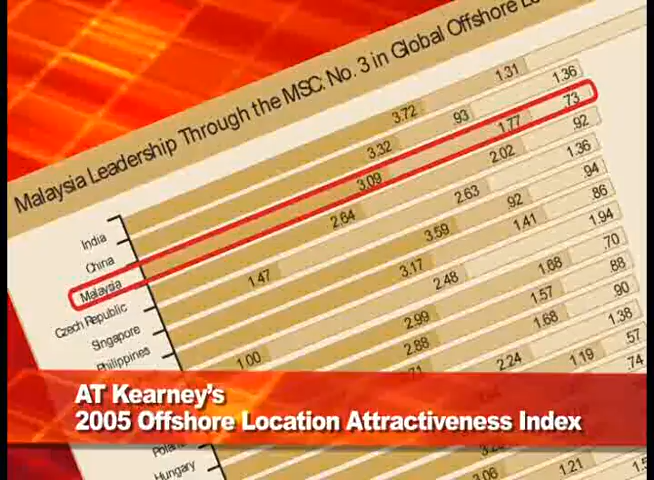 Malaysia Leadership Through the MSC: No. 3 in Global Offshore
India 3.72 1.31
China 3.32 .93 1.36
Malaysia 3.09 1.77 .73
Czech Republic 2.64 2.02 .92
Singapore 1.47 2.63 1.36
Philippines 3.59 .92 .94
3.17 1.41 .86
1.00 2.48 1.94
2.99 1.68 .70
2.88 1.57 .88
1.68 .90
2.24 1.38
1.19 .57
.74
AT Kearney's
2005 Offshore Location Attractiveness Index
Hungary
3.06 1.21